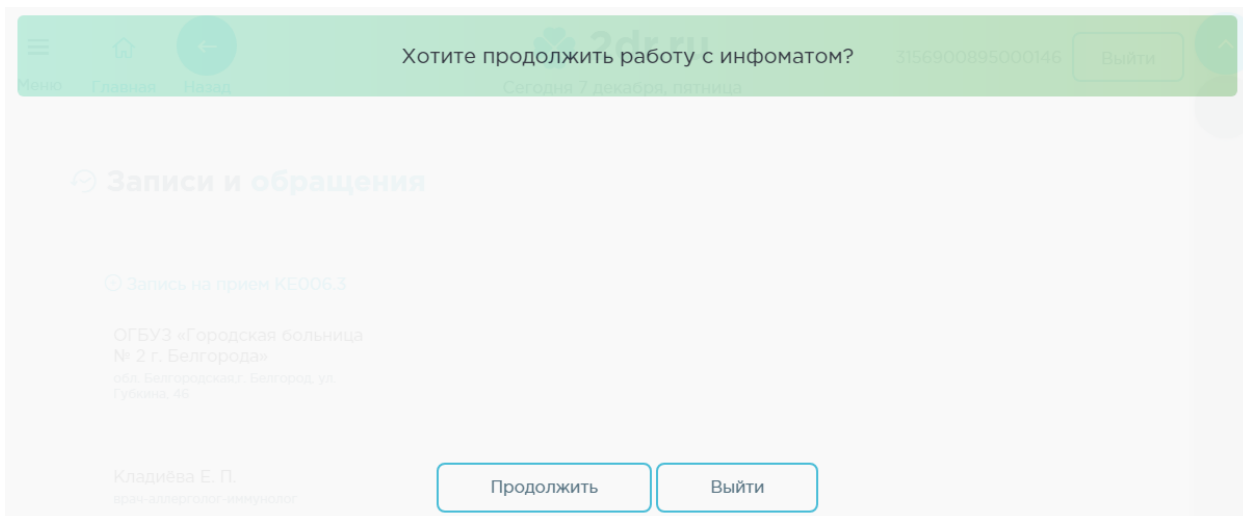 Хотите продолжить работу с инфоматом?
2dr.ru
3156900895000146
Выйти
Меню
Главная
Назад
Сегодня 7 декабря, пятница
Записи и обращения
Запись на прием KE006.3
ОГБУЗ «Городская больница
№ 2 г. Белгорода»
обл. Белгородская,г. Белгород, ул.
Губкина, 46
Кладиёва Е. П.
врач-аллерголог-иммунолог
Продолжить
Выйти